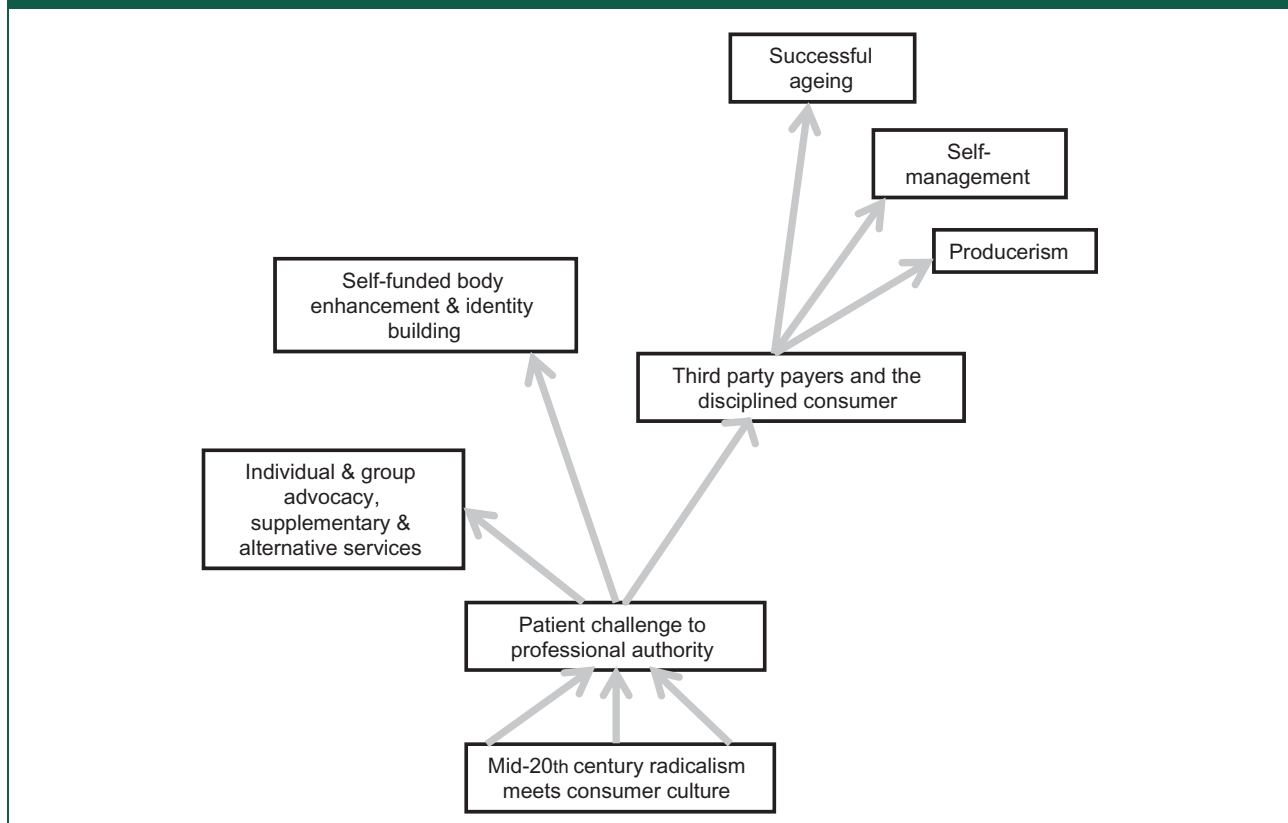 Successful
ageing
Self-
management
Producerism
Self-funded body
enhancement & identity
building
Third party payers and the
disciplined consumer
Individual & group
advocacy,
supplementary &
alternative services
Patient challenge to
professional authority
Mid-20th century radicalism
meets consumer culture